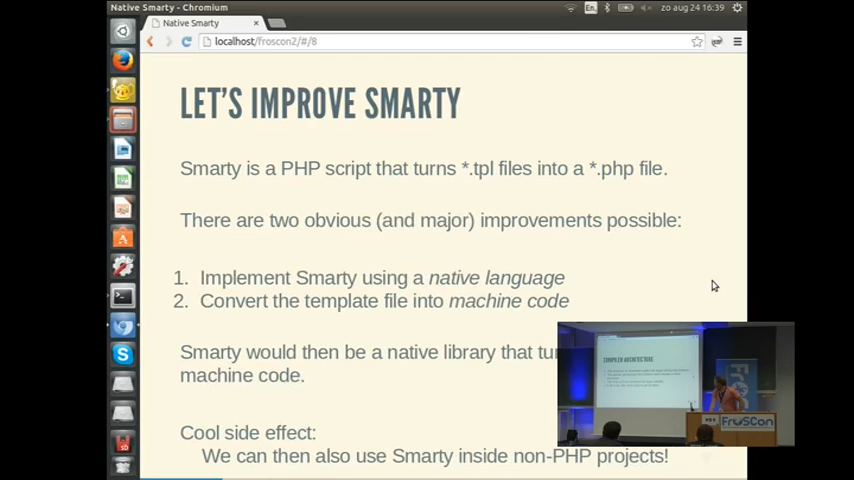 Native Smarty - Chromium
En
zo aug 24 16:39
Native Smarty
localhost/froscon2/#/8
LET'S IMPROVE SMARTY
Smarty is a PHP script that turns *.tpl files into a *.php file.
There are two obvious (and major) improvements possible:
1. Implement Smarty using a native language
2. Convert the template file into machine code
Smarty would then be a native library that
machine code.
COMPILER ARCHITECTURE
FrOSCon
Cool side effect:
We can then also use Smarty inside non-PHP projects!